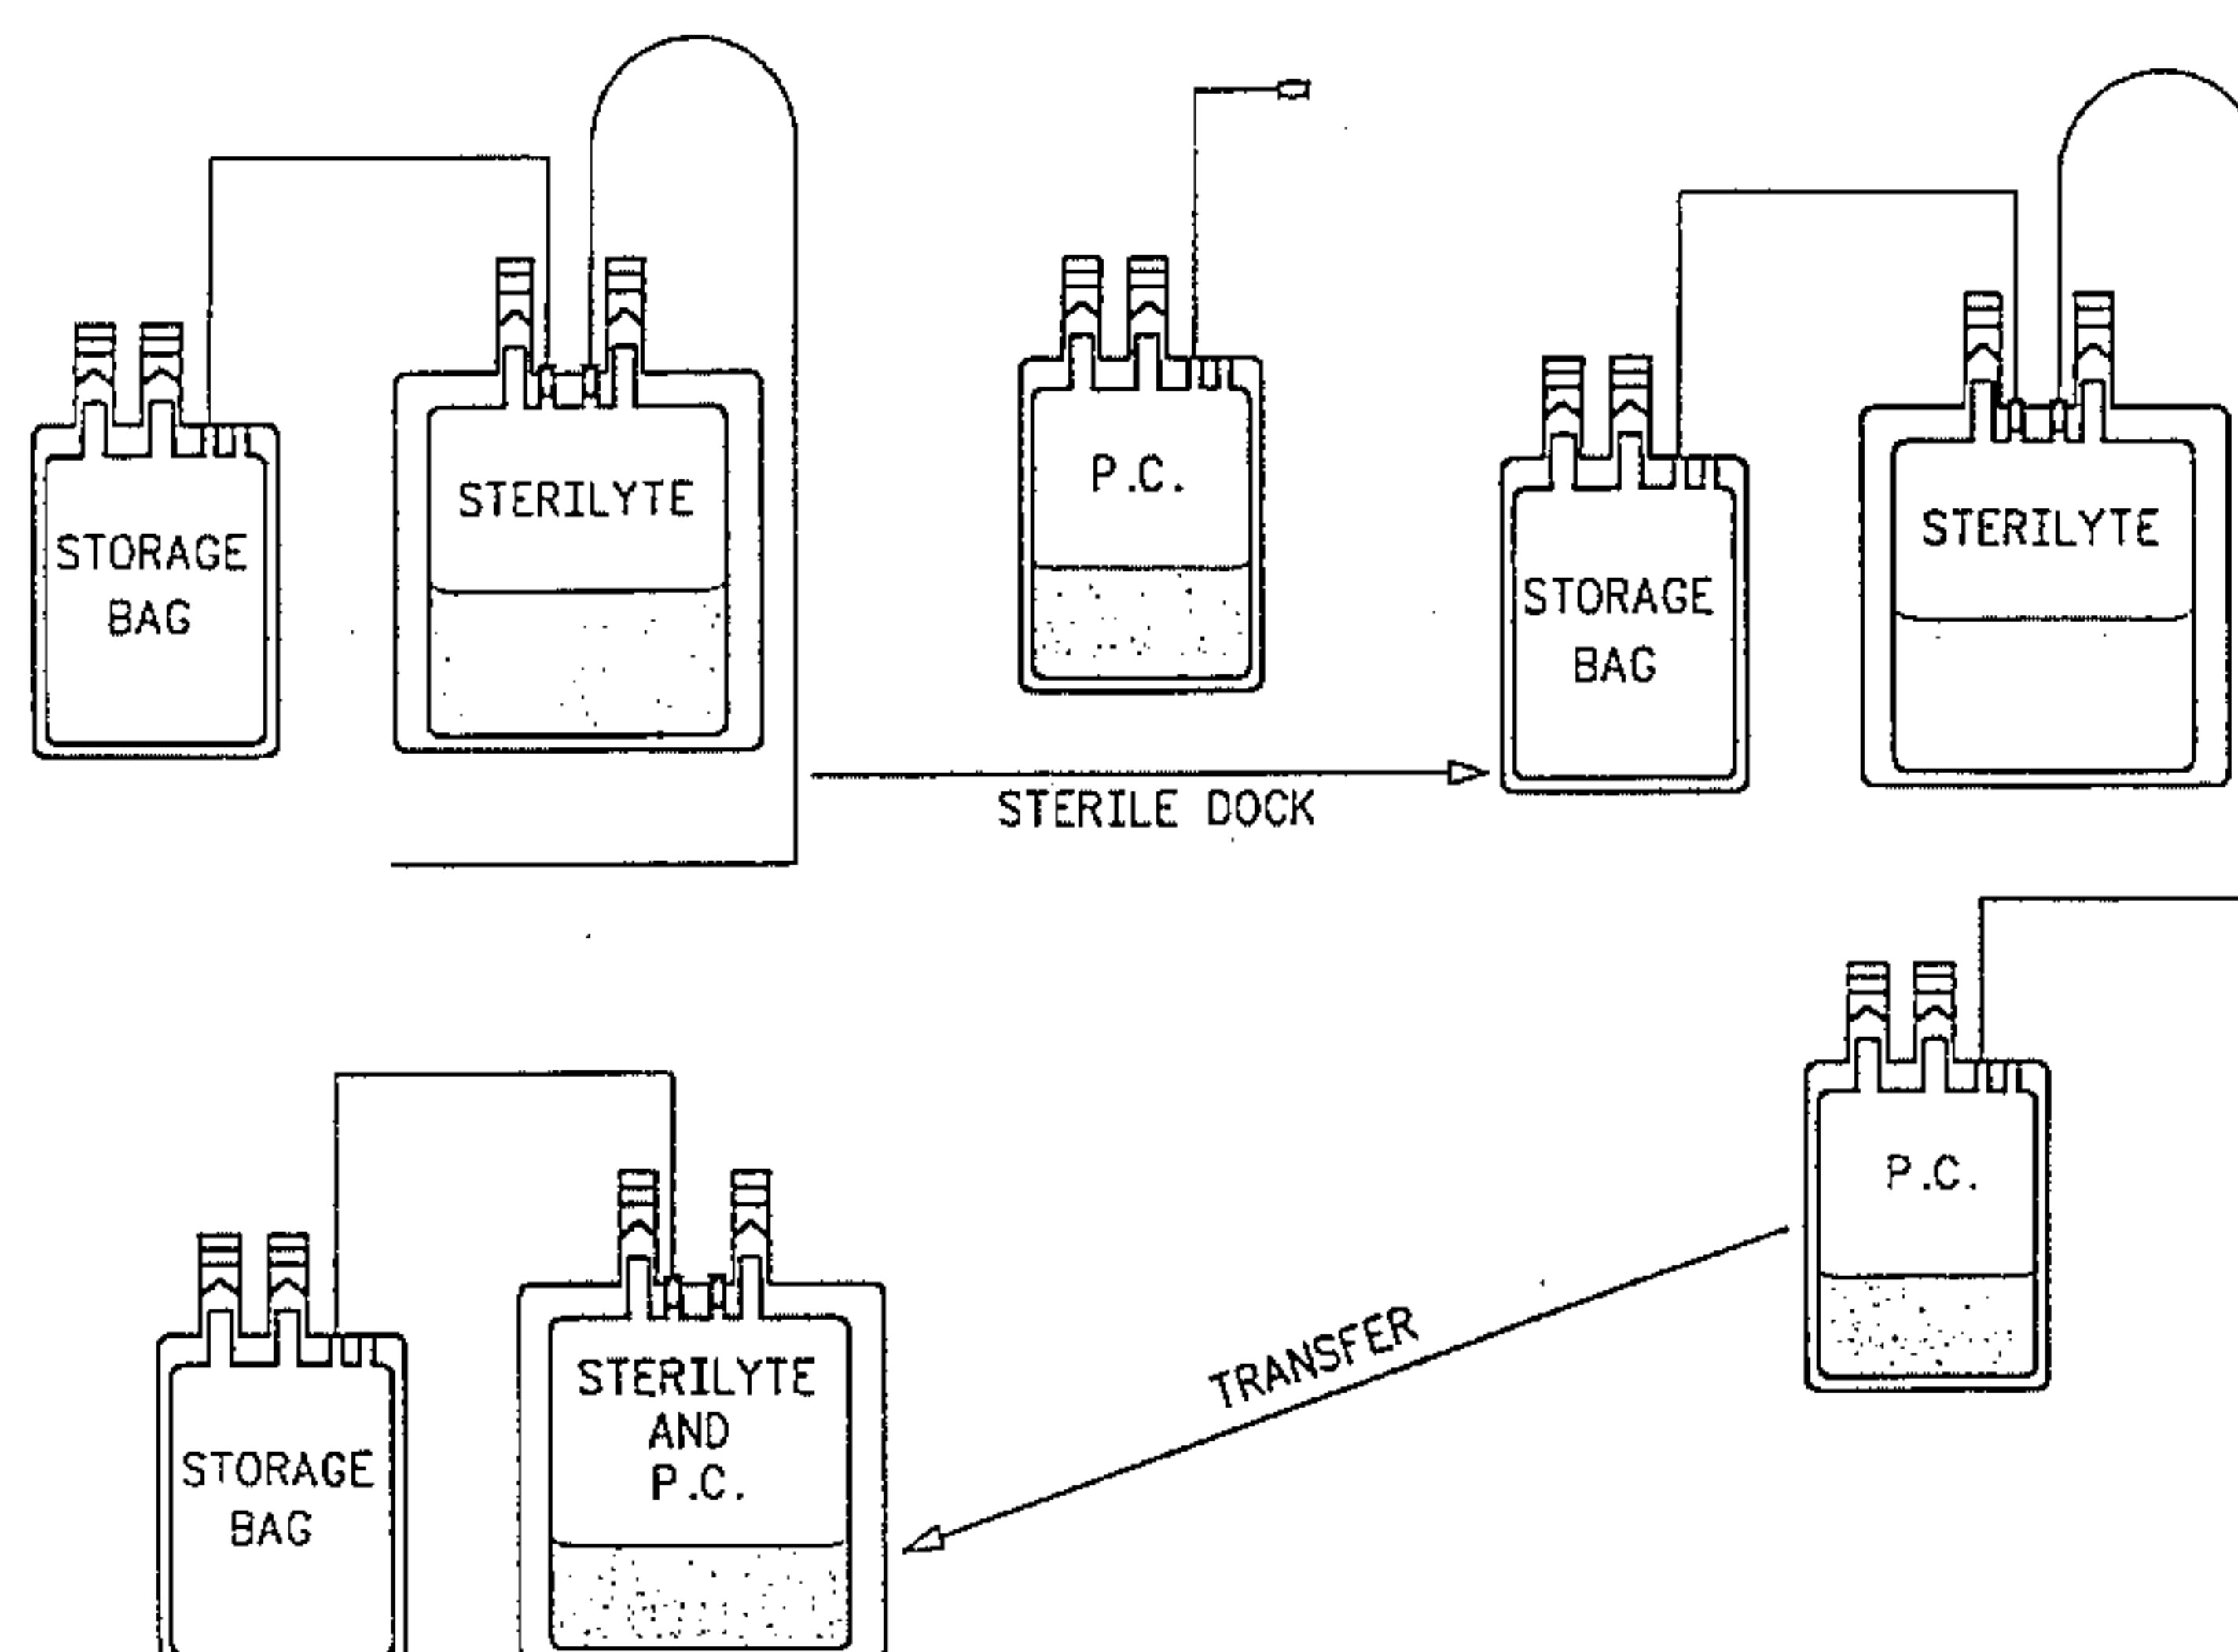 STERILYTE
STORAGE
BAG
P.C.
STERILE DOCK
STORAGE
BAG
STERILYTE
P.C.
TRANSFER
STORAGE
BAG
STERILYTE
AND
P.C.